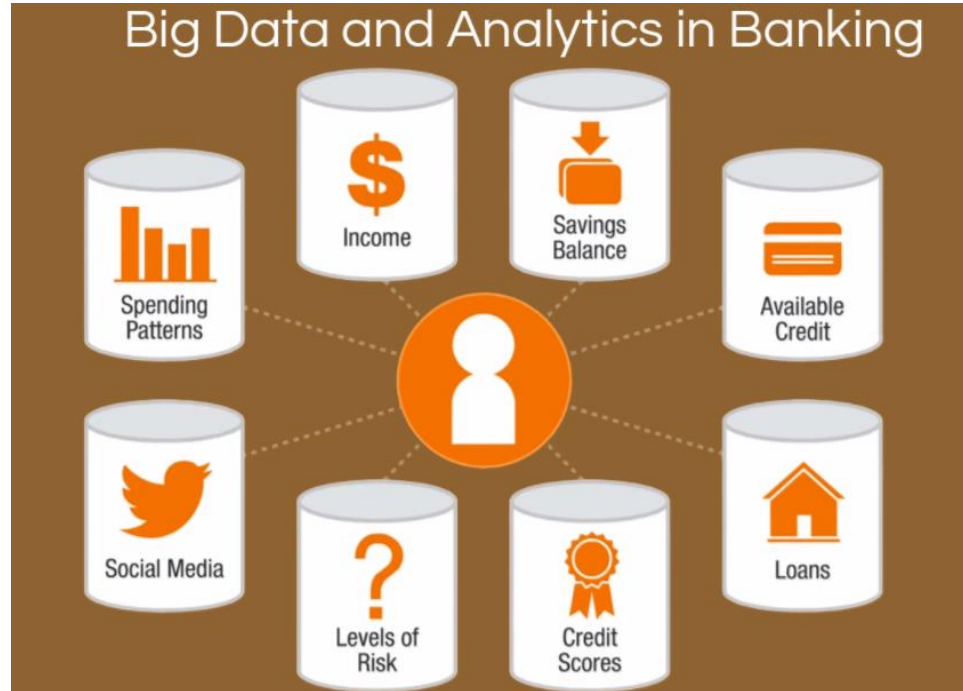 Big Data and Analytics in Banking
Income
Savings
Balance
Spending
Patterns
Available
Credit
Social Media
Loans
Levels of
Risk
Credit
Scores